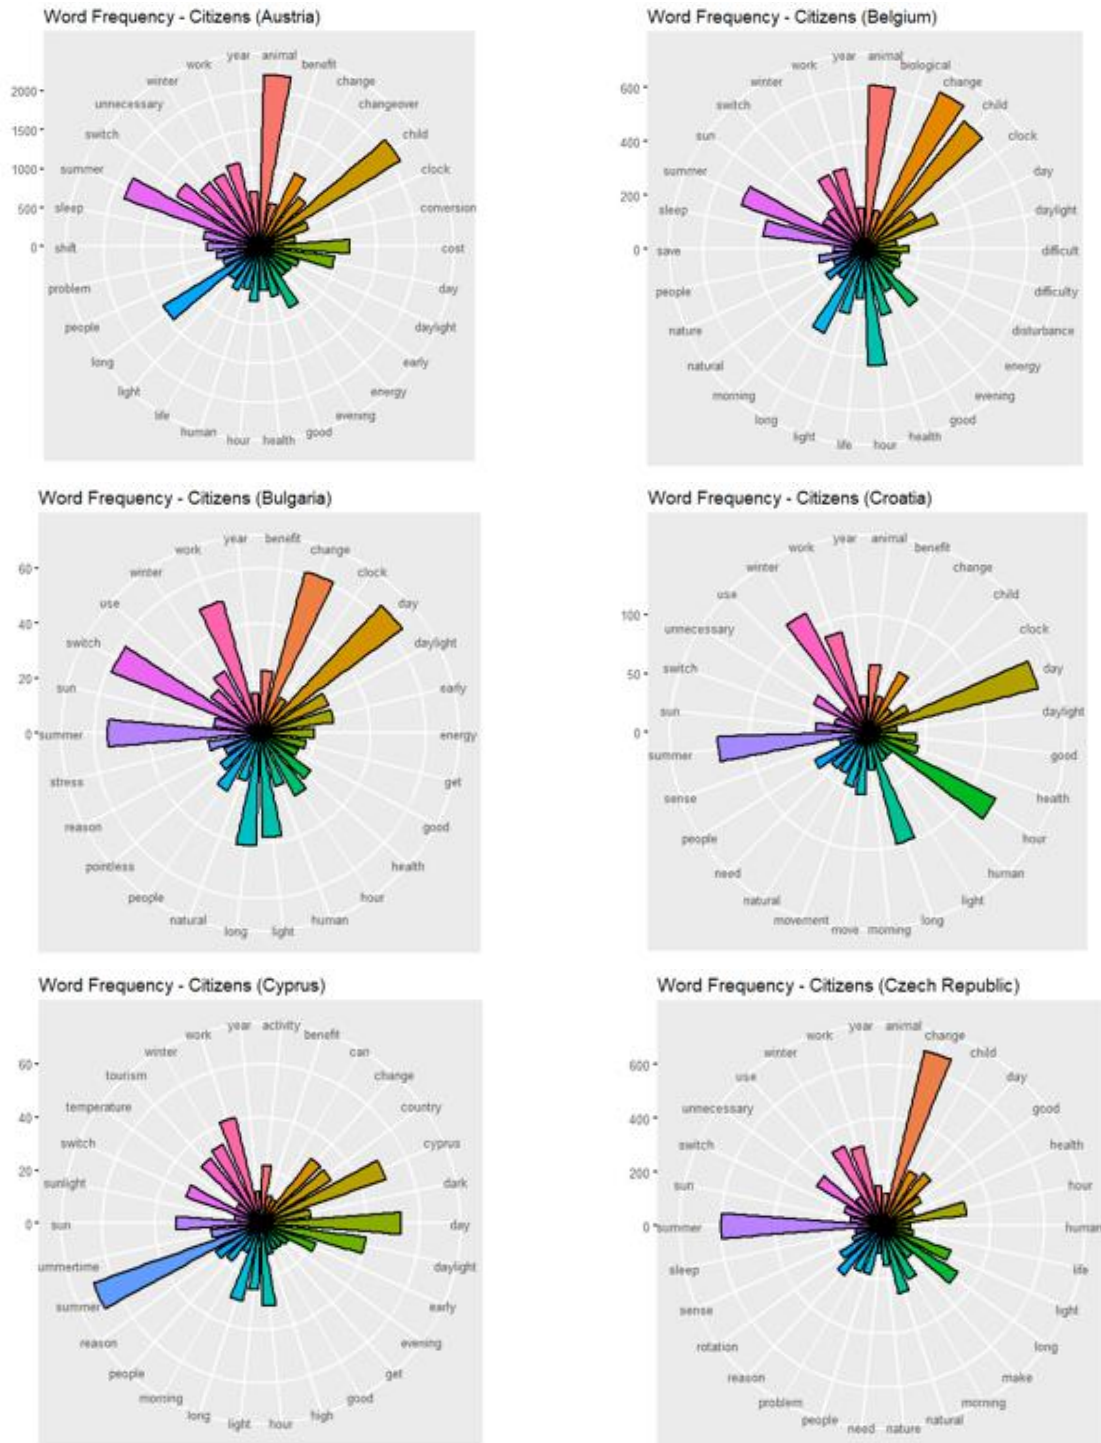 Word Frequency - Citizens (Austria)
year animal benefit
work change
winter changeover
unnecessary child
switch clock
summer conversion
sleep cost
shift day
problem daylight
people early
long energy
light evening
life good
human hour health
2000
1500
1000
500
0
Word Frequency - Citizens (Belgium)
year animal biological
work change
winter child
switch clock
sun day
summer daylight
sleep difficult
save difficulty
people disturbance
nature energy
natural evening
morning good
long health
light life hour
600
400
200
0
Word Frequency - Citizens (Bulgaria)
year benefit change
work clock
winter day
use daylight
switch early
sun energy
summer get
stress good
reason health
pointless hour
people human
natural long light
60
40
20
0
Word Frequency - Citizens (Croatia)
year animal benefit
work change
winter child
use clock
unnecessary day
switch daylight
sun good
summer health
sense hour
people human
need light
natural long
movement move morning
100
50
0
Word Frequency - Citizens (Cyprus)
year activity benefit
work can
winter change
tourism country
temperature cyprus
switch dark
sunlight day
sun daylight
ummertime early
summer evening
reason get
people good
morning high
long light hour
60
40
20
0
Word Frequency - Citizens (Czech Republic)
year animal change
work child
winter day
use good
unnecessary health
switch hour
sun human
summer life
sleep light
sense long
rotation make
reason morning
problem natural
people need nature
600
400
200
0